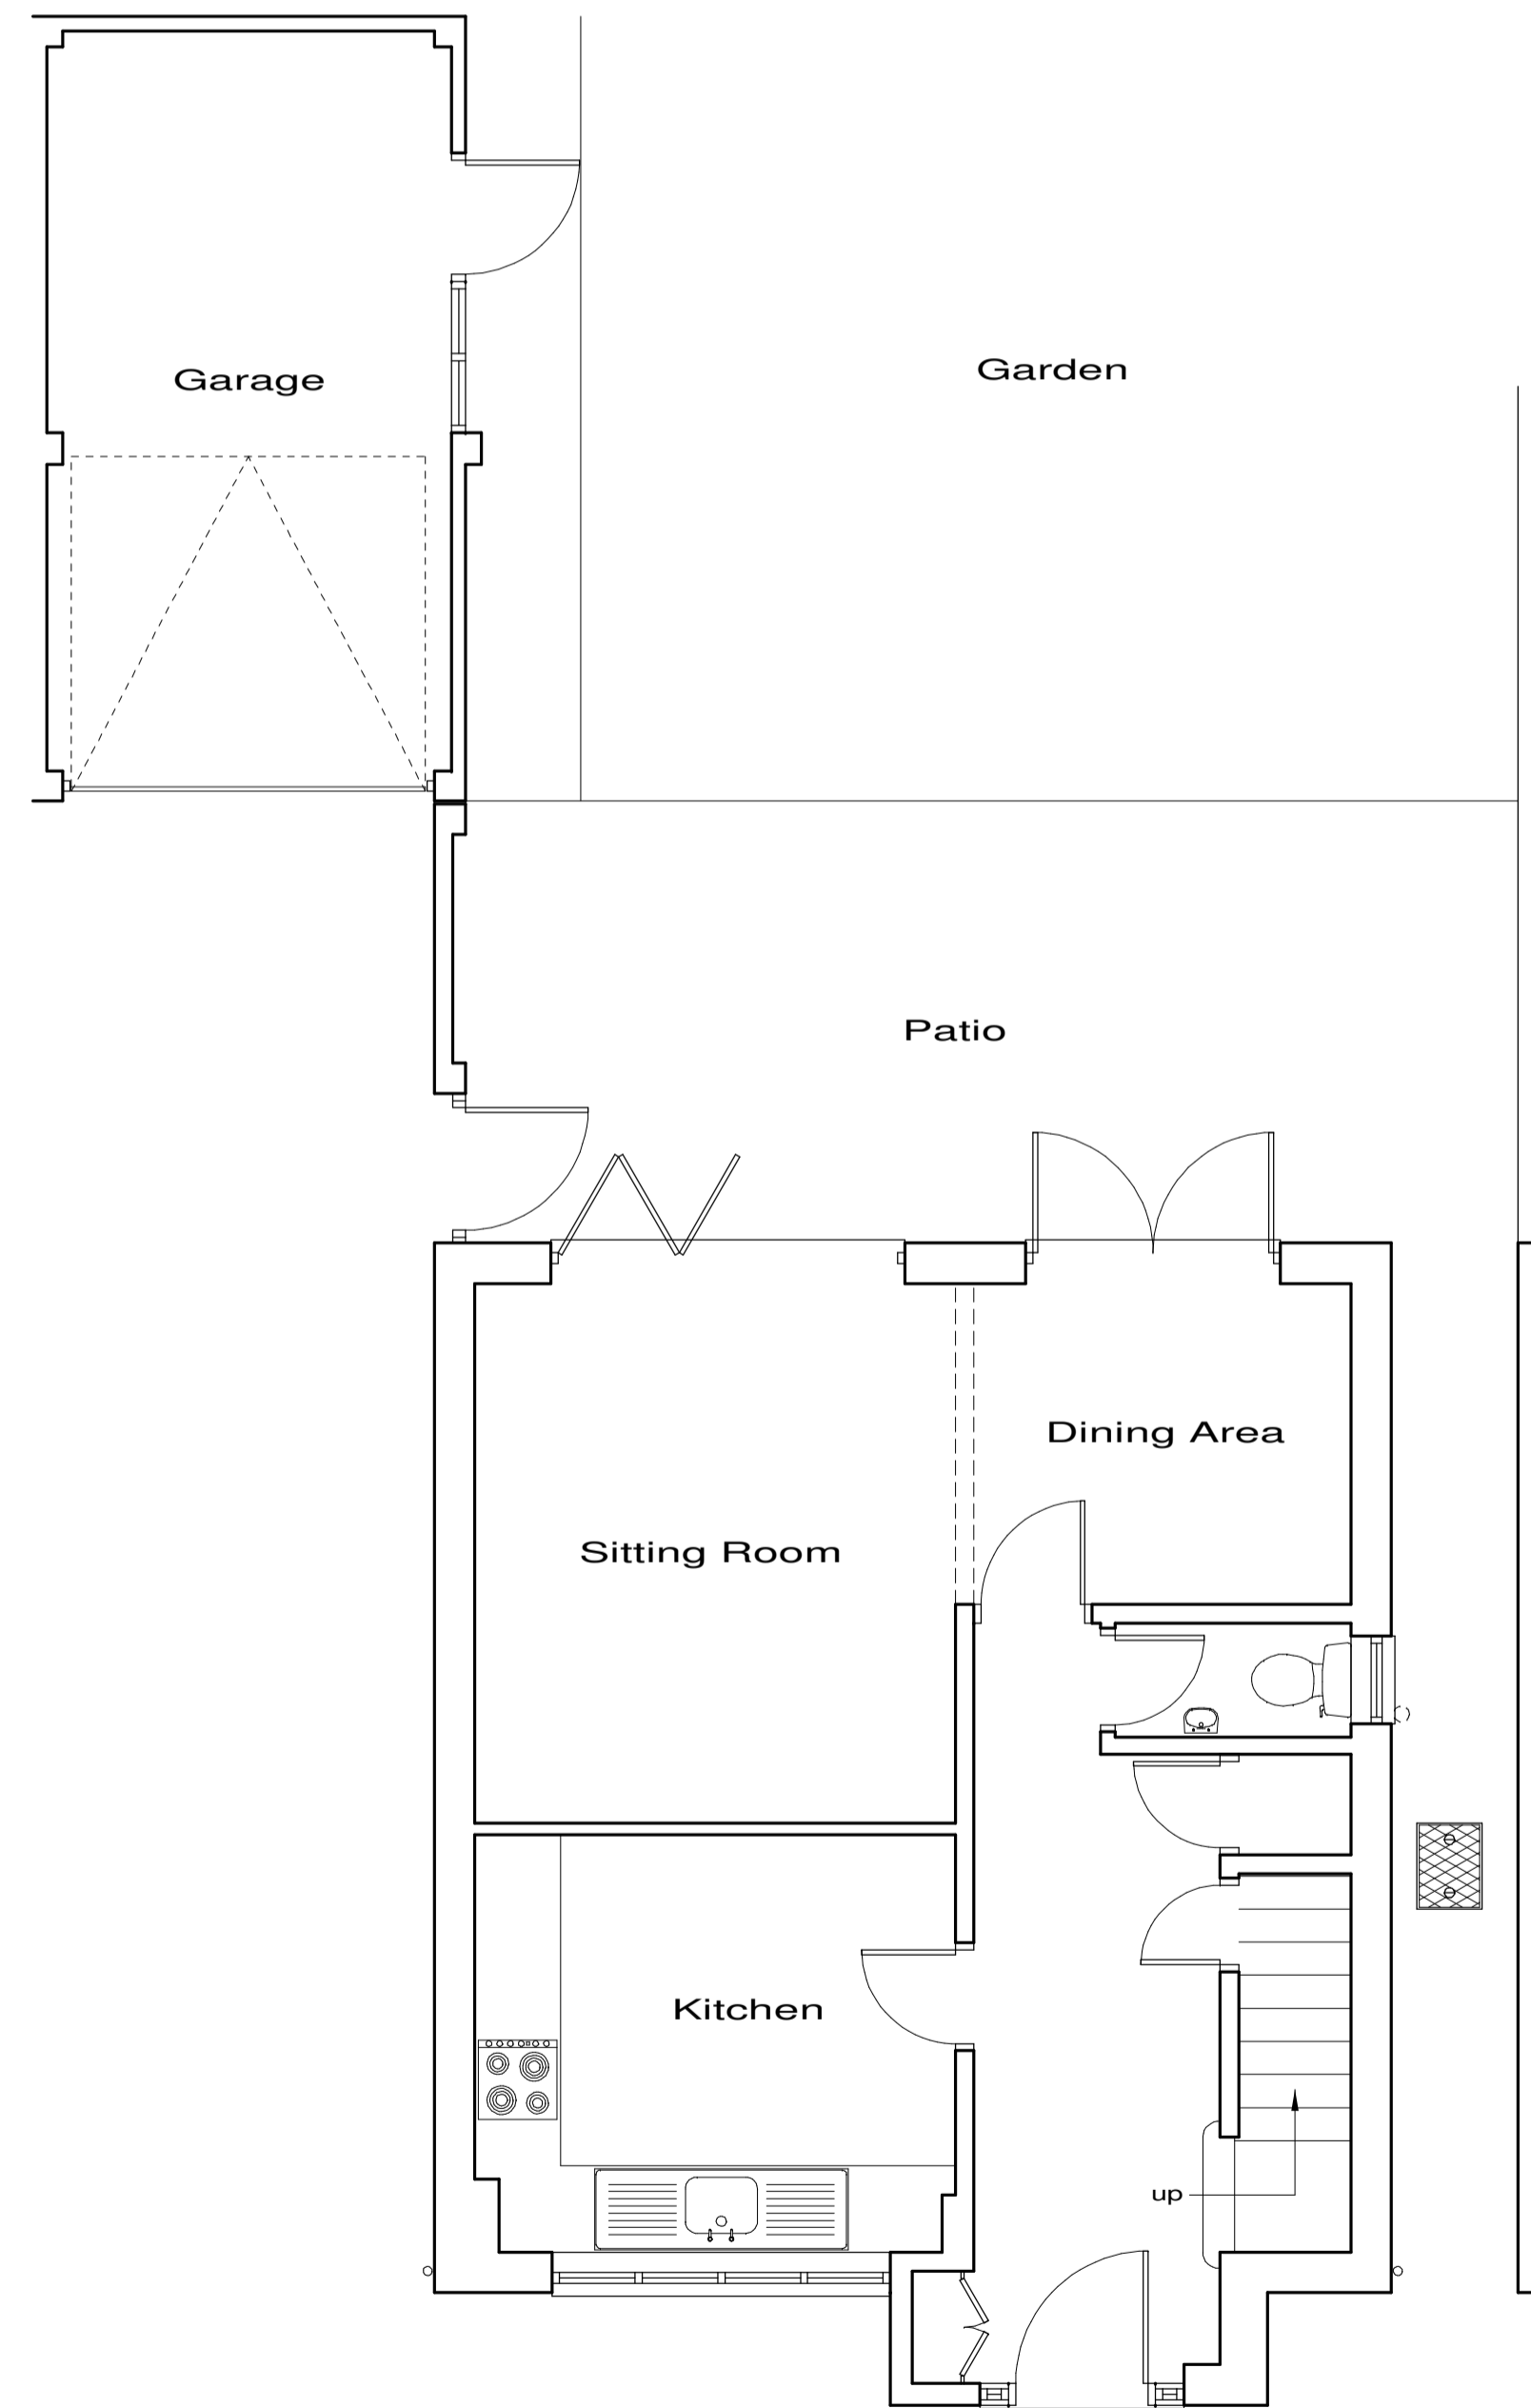 Garage
Garden
Patio
Dining Area
Sitting Room
Kitchen
up